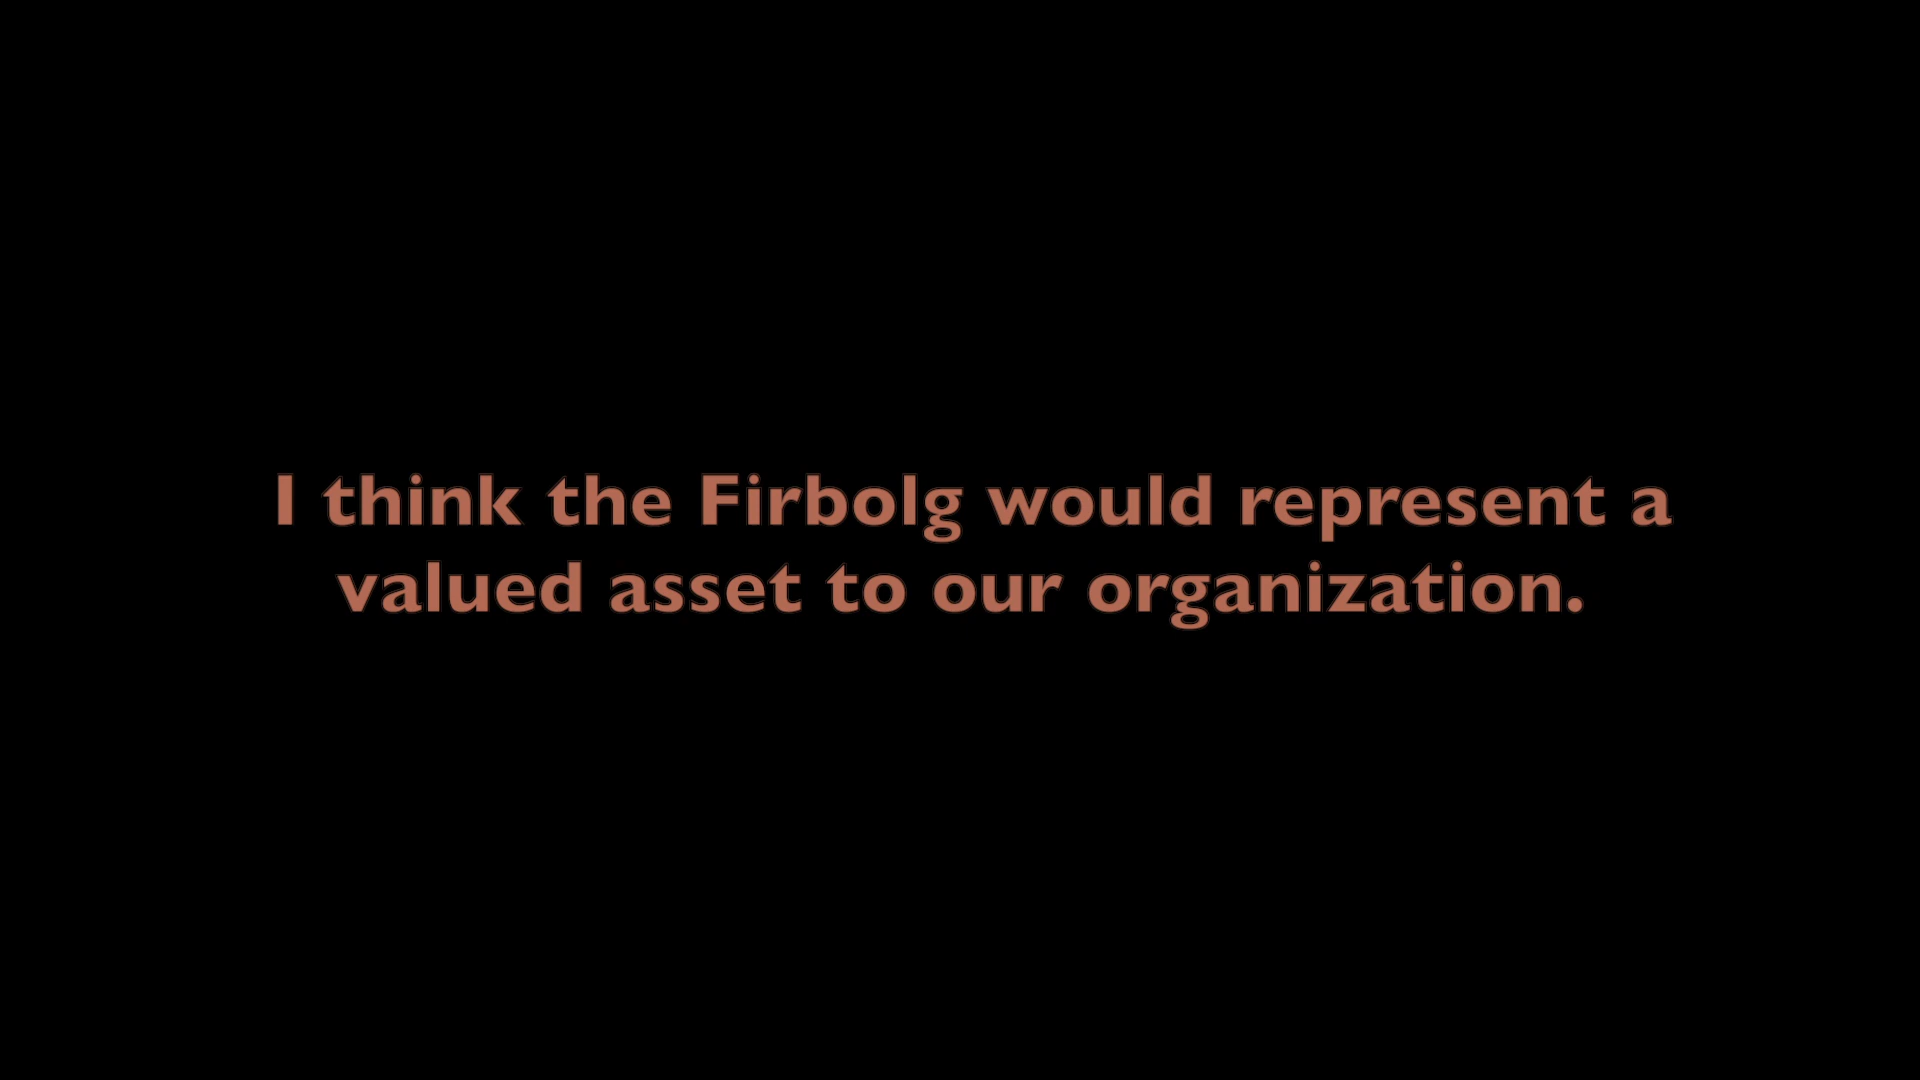 I think the Firbolg would represent a
valued asset to our organization.